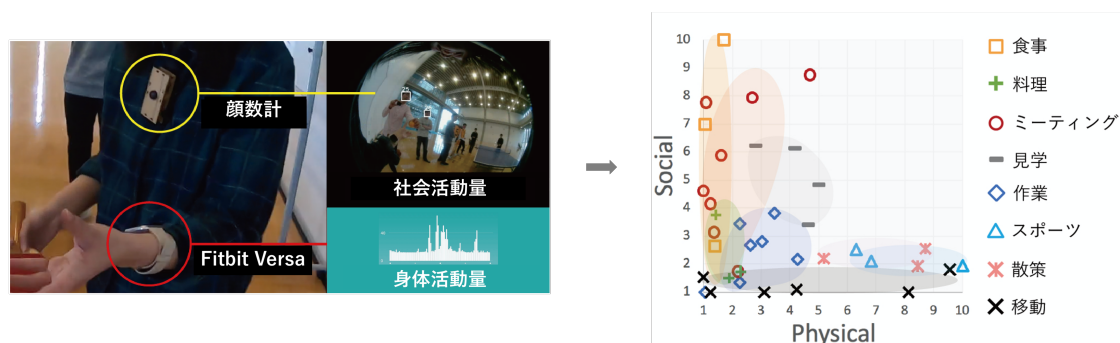 顔数計
Fitbit Versa
社会活動量
身体活動量
Social
10
9
8
7
6
5
4
3
2
1
1 2 3 4 5 6 7 8 9 10
Physical
食事
料理
ミーティング
見学
作業
スポーツ
散策
移動